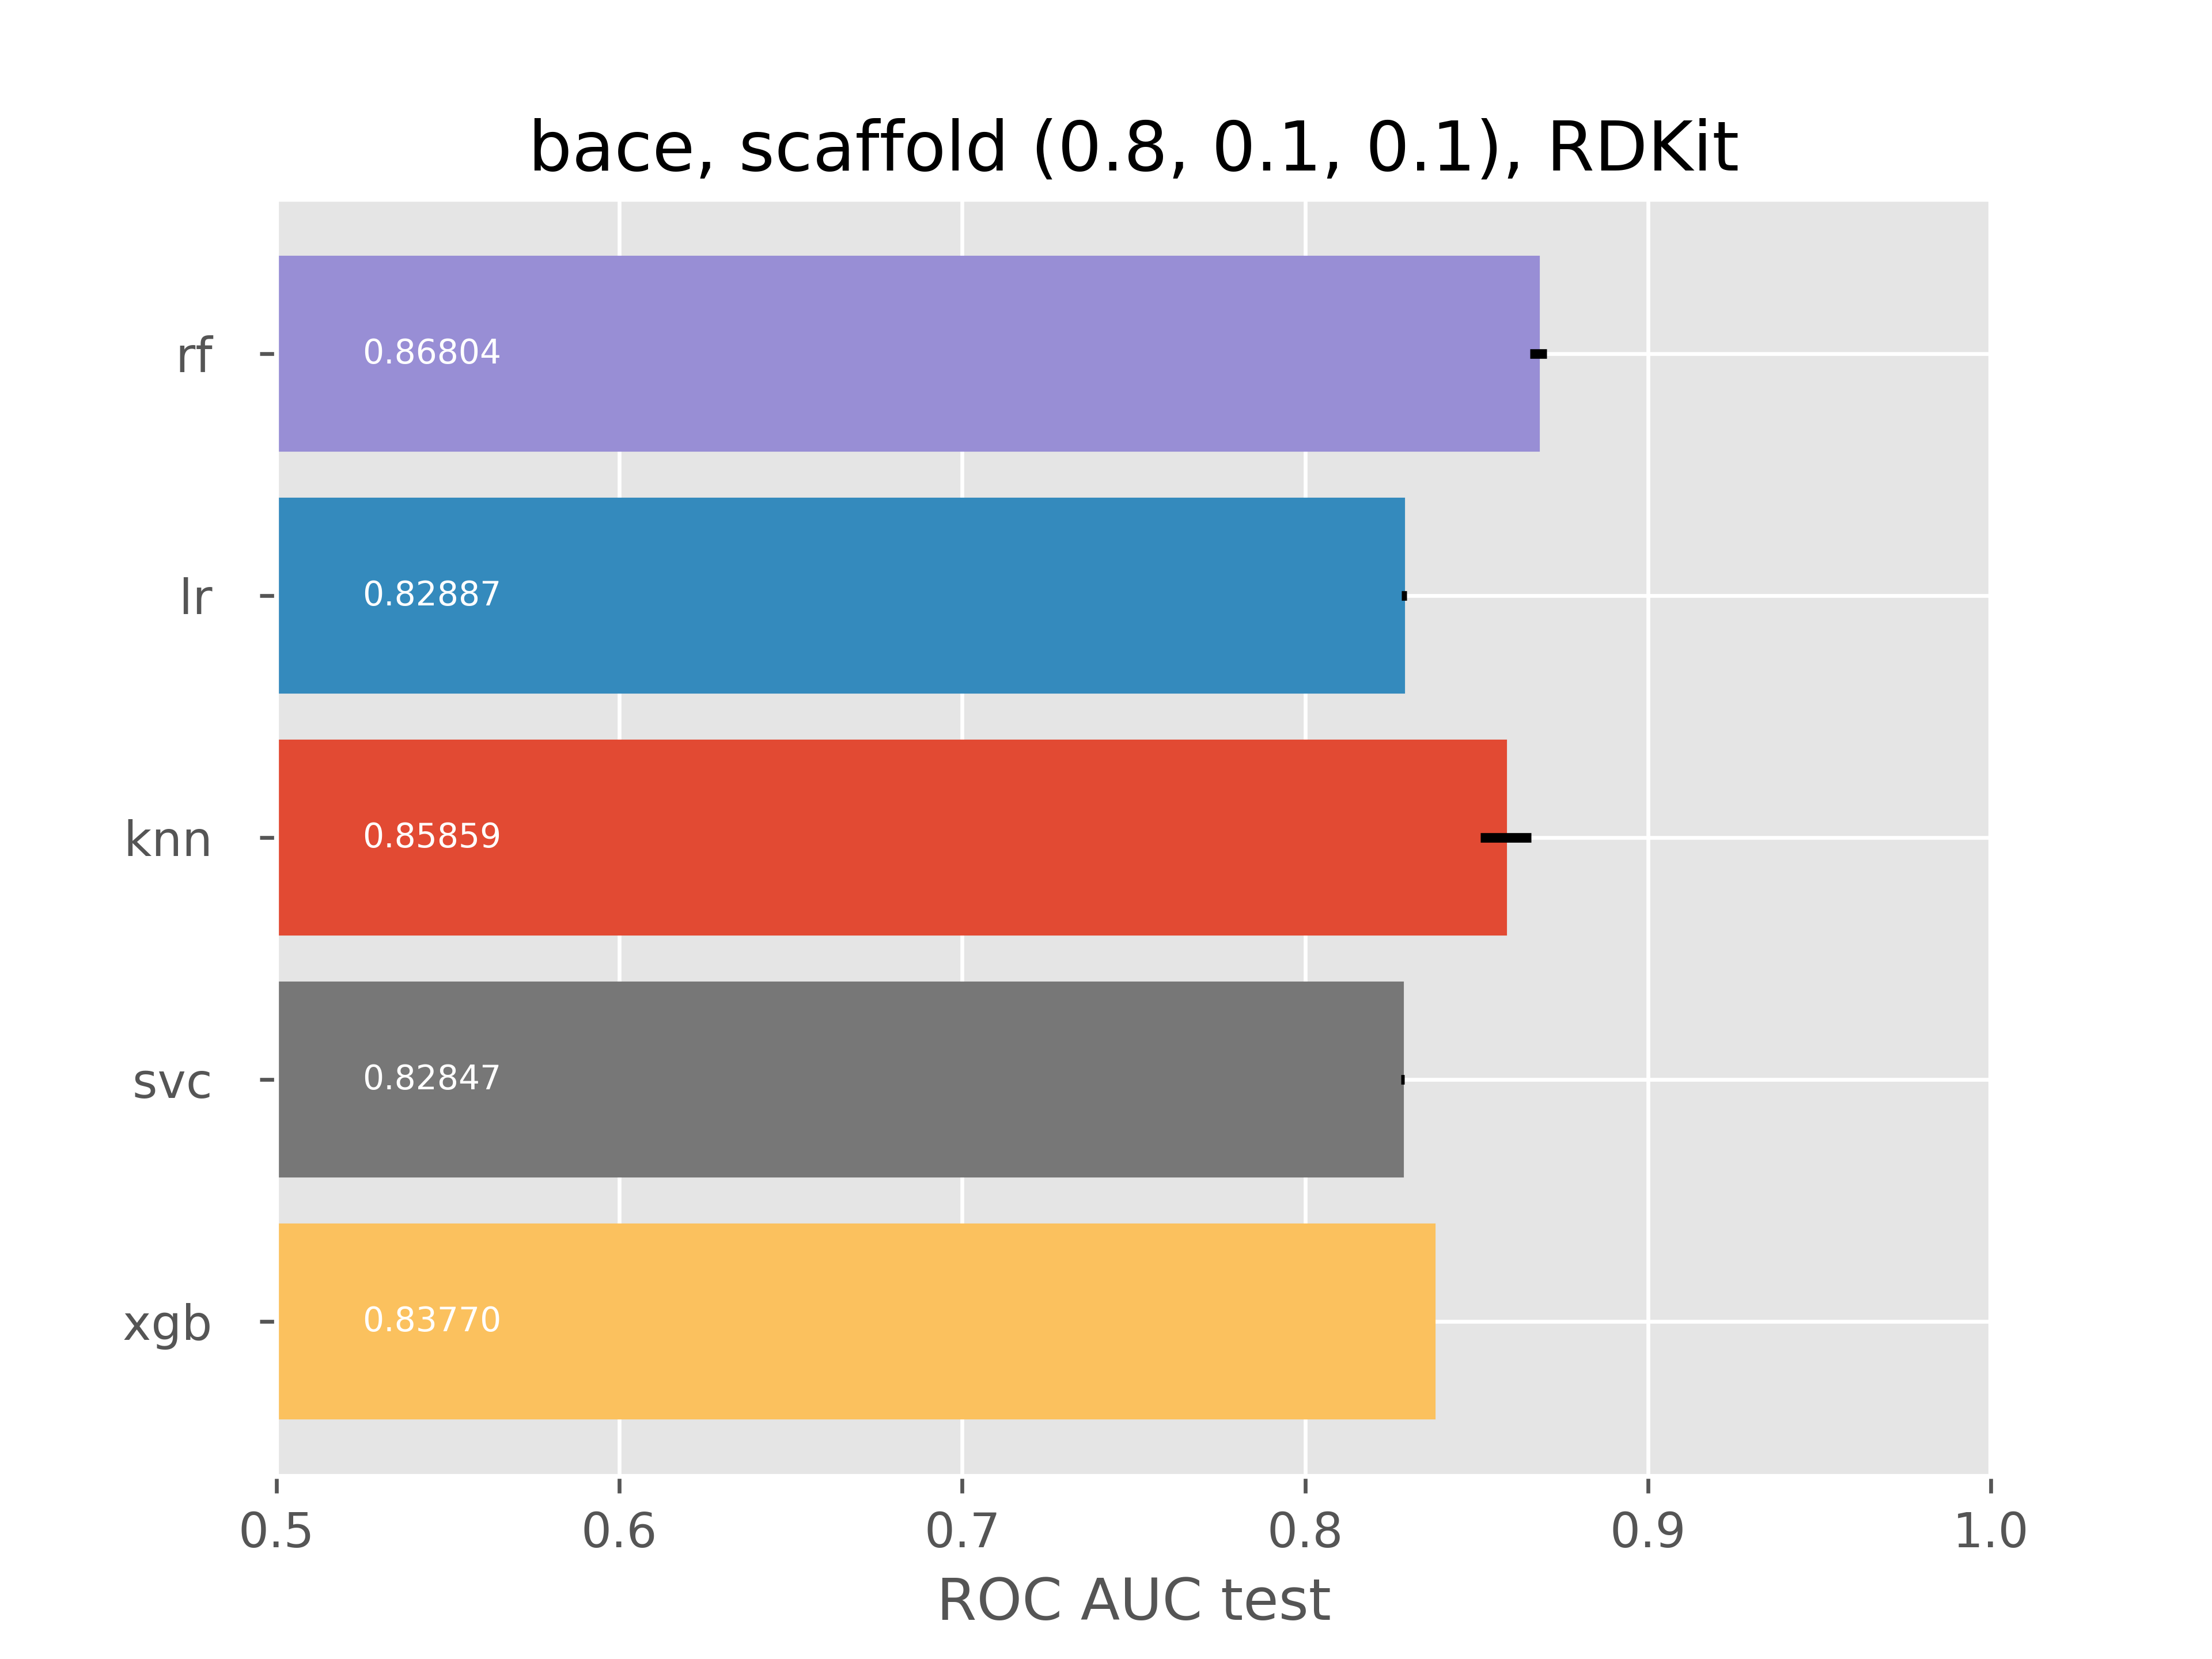 bace, scaffold (0.8, 0.1, 0.1), RDKit
rf
0.86804
lr
0.82887
knn
0.85859
svc
0.82847
xgb
0.83770
0.5 0.6 0.7 0.8 0.9 1.0
ROC AUC test